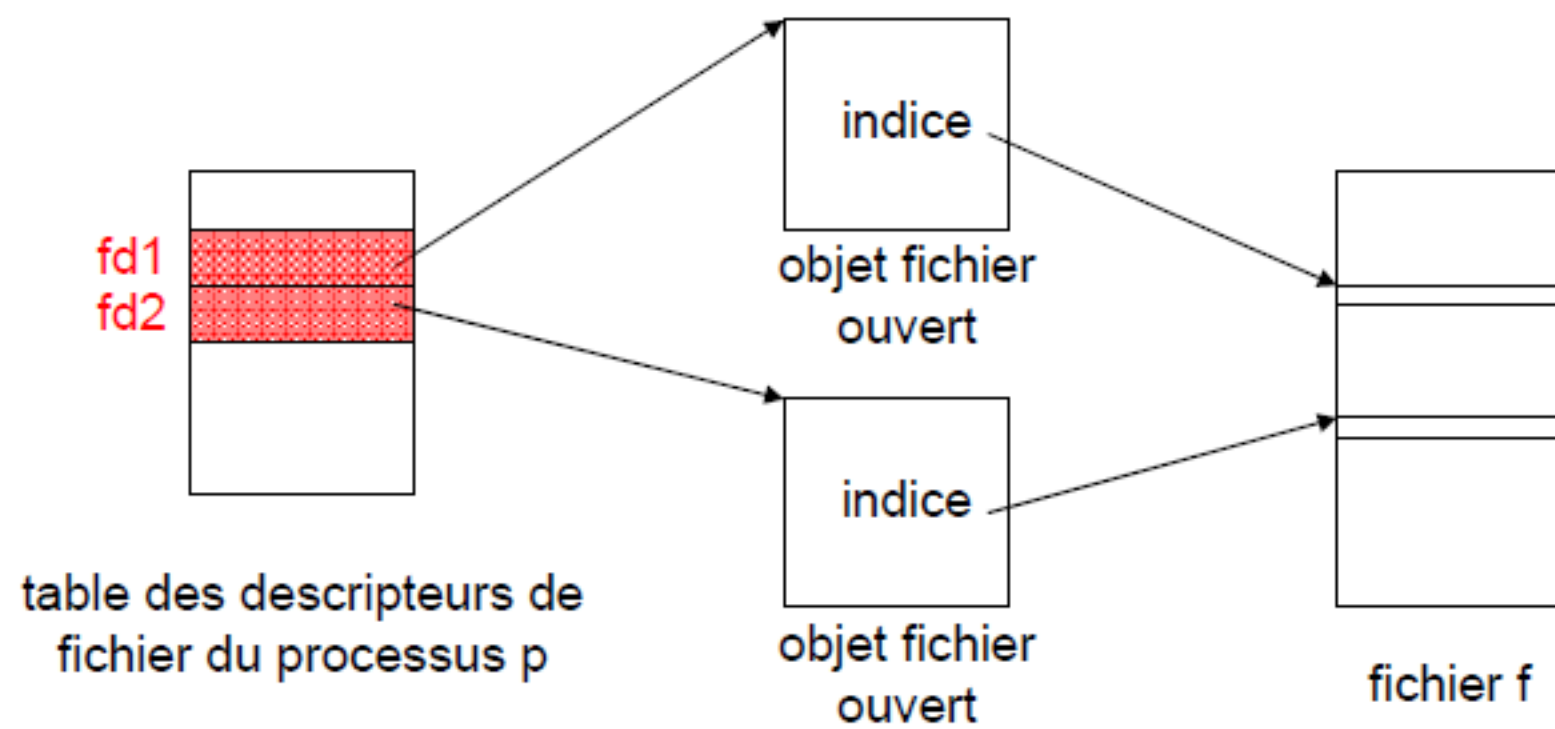 indice
objet fichier
ouvert
fd1
fd2
indice
objet fichier
ouvert
table des descripteurs de
fichier du processus p
fichier f